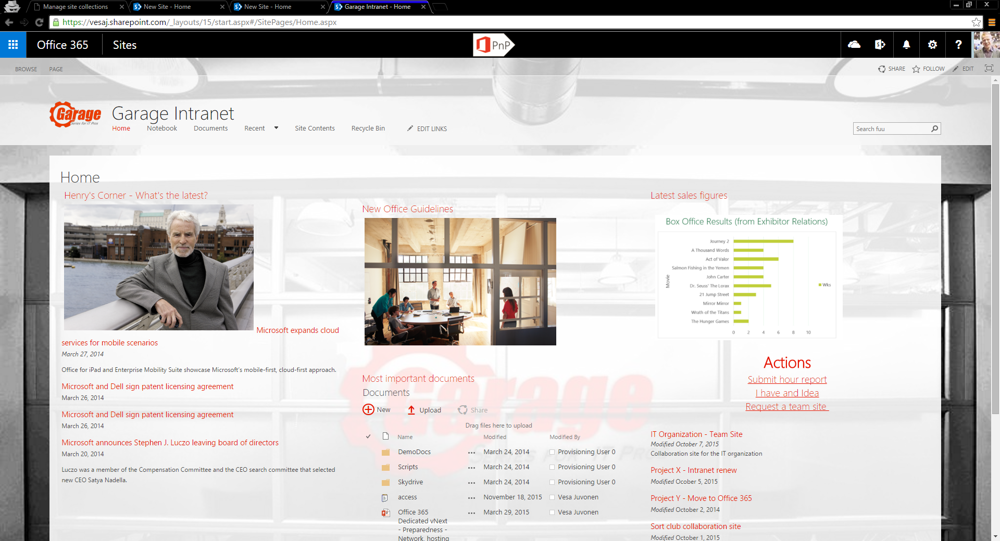 Manage site collections
New Site - Home
New Site - Home
Garage Intranet - Home
https://vesaj.sharepoint.com/_layouts/15/start.aspx#/SitePages/Home.aspx
Office 365
Sites
PnP
BROWSE
PAGE
SHARE
FOLLOW
EDIT
Garage
Series for IT Pros
Garage Intranet
Home
Notebook
Documents
Recent
Site Contents
Recycle Bin
EDIT LINKS
Search fuu
Home
Henry's Corner - What's the latest?
Microsoft expands cloud
services for mobile scenarios
March 27, 2014
Office for iPad and Enterprise Mobility Suite showcase Microsoft's mobile-first, cloud-first approach.
Microsoft and Dell sign patent licensing agreement
March 26, 2014
Microsoft and Dell sign patent licensing agreement
March 26, 2014
Microsoft announces Stephen J. Luczo leaving board of directors
March 20, 2014
Luczo was a member of the Compensation Committee and the CEO search committee that selected
new CEO Satya Nadella.
New Office Guidelines
Most important documents
Documents
New
Upload
Share
Drag files here to upload
Name Modified Modified By
DemoDocs ... March 24, 2014 Provisioning User 0
Scripts ... March 24, 2014 Provisioning User 0
Skydrive ... March 24, 2014 Provisioning User 0
access ... November 18, 2015 Vesa Juvonen
Office 365 ... March 29, 2015 Vesa Juvonen
Dedicated vNext
- Preparedness -
Network, hosting
Garage
SERIES FOR IT PROS
Latest sales figures
Box Office Results (from Exhibitor Relations)
Movie
Journey 2
A Thousand Words
Act of Valor
Salmon Fishing in the Yemen
John Carter
Dr. Seuss' The Lorax
21 Jump Street
Mirror Mirror
Wrath of the Titans
The Hunger Games
0 2 4 6 8 10
Wks
Actions
Submit hour report
I have and Idea
Request a team site
IT Organization - Team Site
Modified October 7, 2015
Collaboration site for the IT organization
Project X - Intranet renew
Modified Ocober 5, 2015
Project Y - Move to Office 365
Modified October 2, 2014
Sort club collaboration site
Modified October 1, 2015